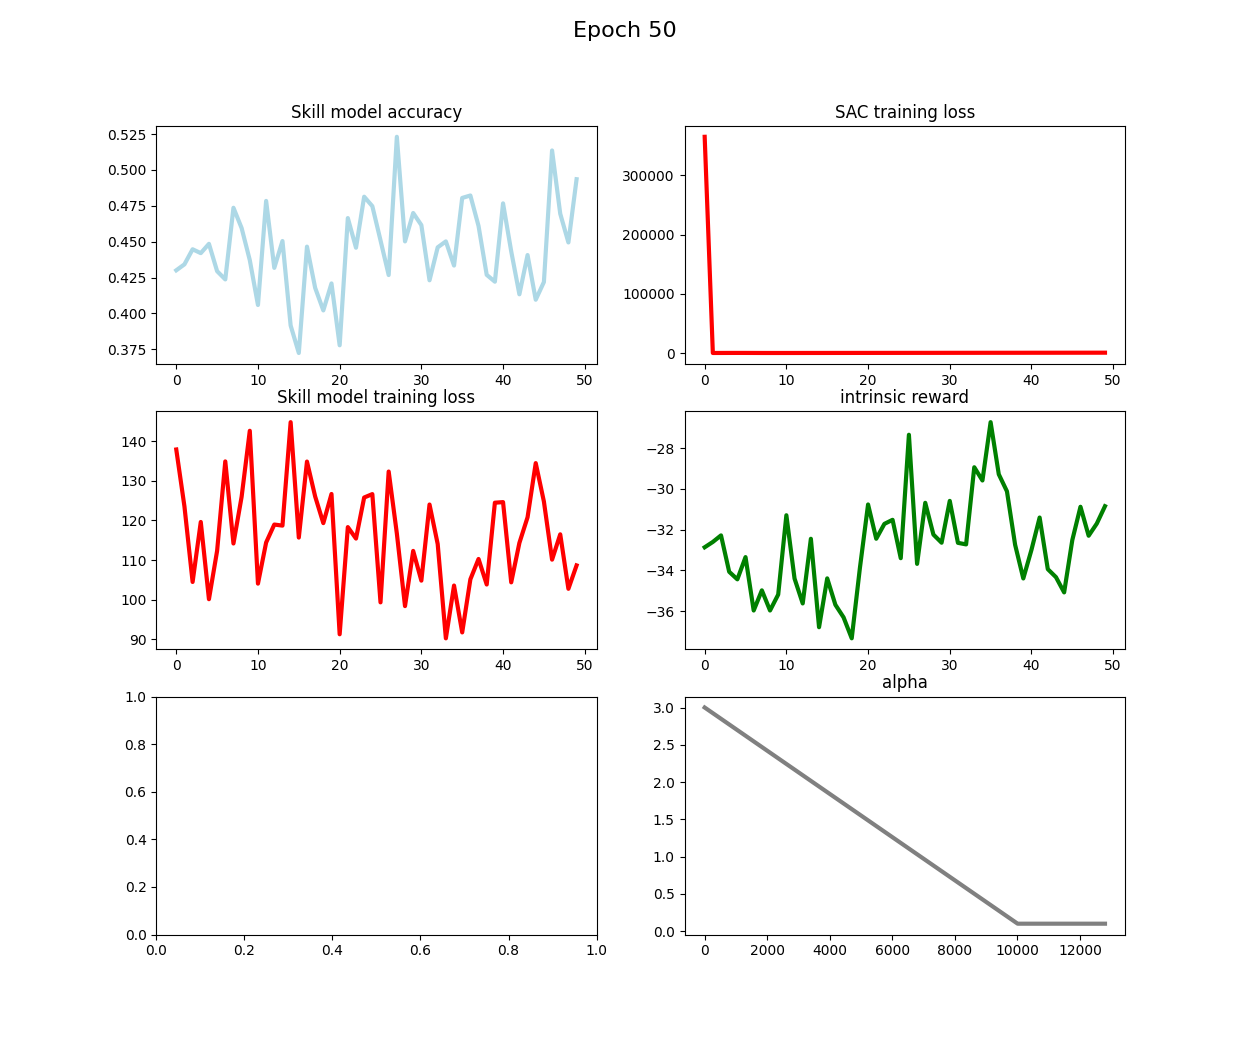 Epoch 50
Skill model accuracy
0.525
0.500
0.475
0.450
0.425
0.400
0.375
0 10 20 30 40 50
SAC training loss
300000
200000
100000
0
0 10 20 30 40 50
Skill model training loss
140
130
120
110
100
90
0 10 20 30 40 50
intrinsic reward
−28
−30
−32
−34
−36
0 10 20 30 40 50
1.0
0.8
0.6
0.4
0.2
0.0
0.0 0.2 0.4 0.6 0.8 1.0
alpha
3.0
2.5
2.0
1.5
1.0
0.5
0.0
0 2000 4000 6000 8000 10000 12000